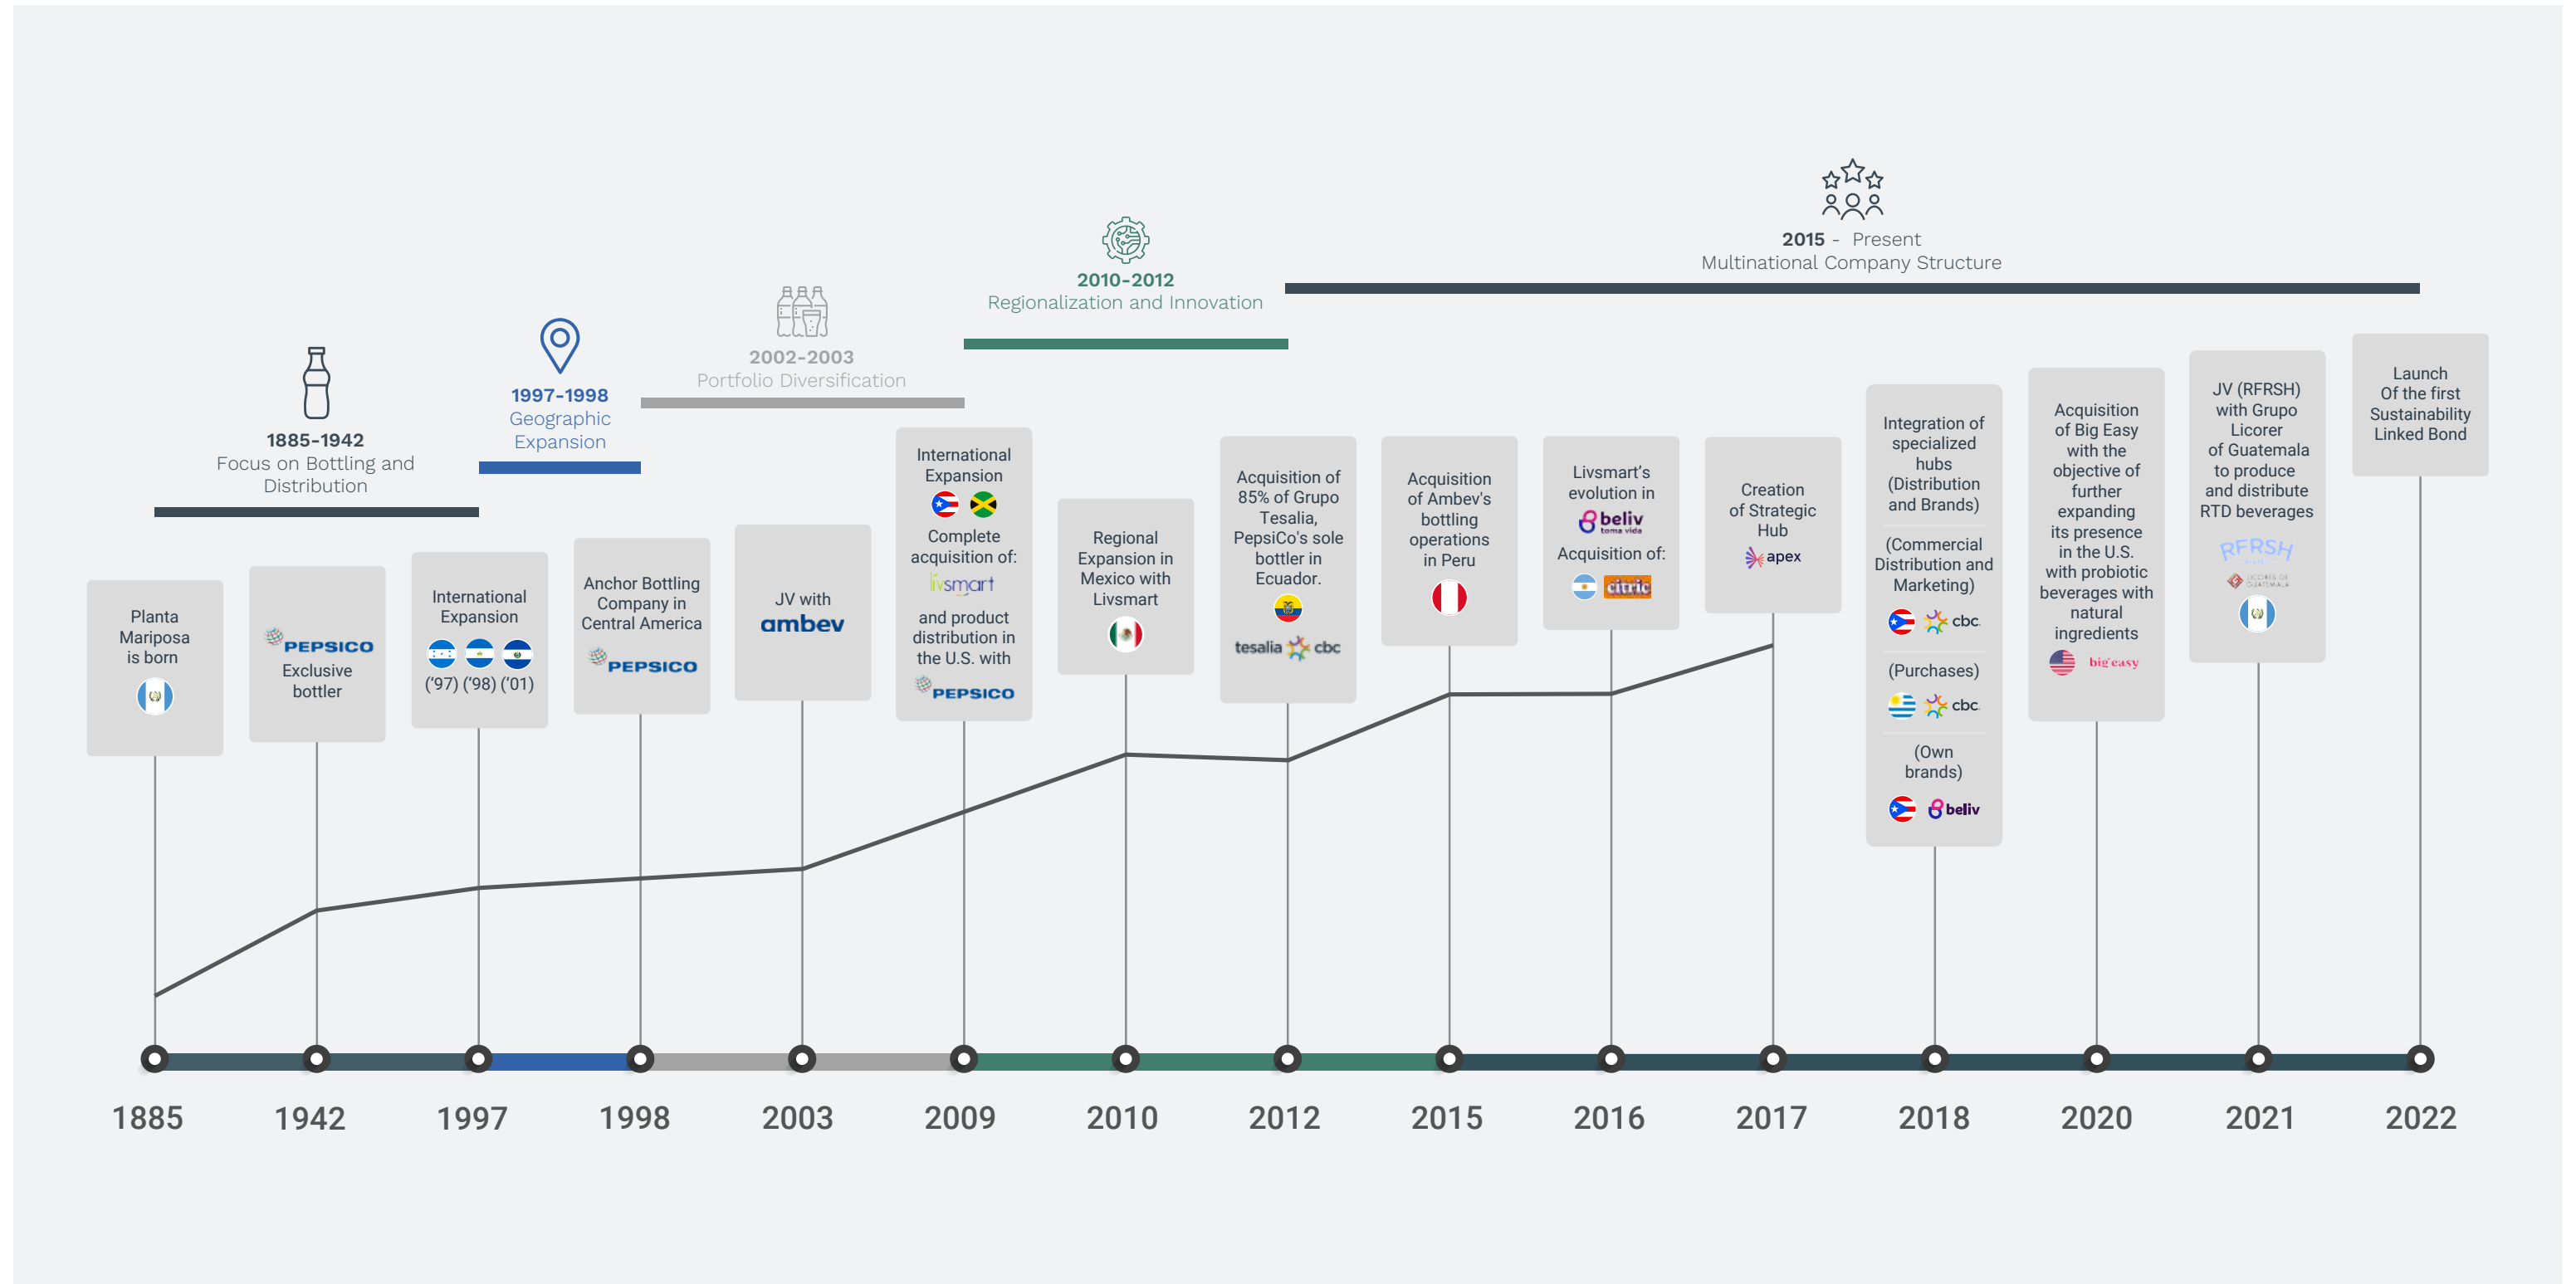 2015 - Present
Multinational Company Structure
2010-2012
Regionalization and Innovation
2002-2003
Portfolio Diversification
1997-1998
Geographic
Expansion
1885-1942
Focus on Bottling and
Distribution
Planta
Mariposa
is born
PEPSICO
Exclusive
bottler
International
Expansion
('97) ('98) ('01)
Anchor Bottling
Company in
Central America
PEPSICO
JV with
ambev
International
Expansion
Complete
acquisition of:
livsmart
and product
distribution in
the U.S. with
PEPSICO
Regional
Expansion in
Mexico with
Livsmart
Acquisition of
85% of Grupo
Tesalia,
PepsiCo's sole
bottler in
Ecuador.
tesalia cbc
Acquisition
of Ambev's
bottling
operations
in Peru
Livsmart's
evolution in
beliv
toma vida
Acquisition of:
citric
Creation
of Strategic
Hub
apex
Integration of
specialized
hubs
(Distribution
and Brands)
(Commercial
Distribution and
Marketing)
cbc
(Purchases)
cbc
(Own
brands)
beliv
Acquisition
of Big Easy
with the
objective of
further
expanding
its presence
in the U.S.
with probiotic
beverages with
natural
ingredients
big easy
JV (RFRSH)
with Grupo
Licorer
of Guatemala
to produce
and distribute
RTD beverages
RFRSH
LICORES DE
GUATEMALA
Launch
Of the first
Sustainability
Linked Bond
1885 1942 1997 1998 2003 2009 2010 2012 2015 2016 2017 2018 2020 2021 2022